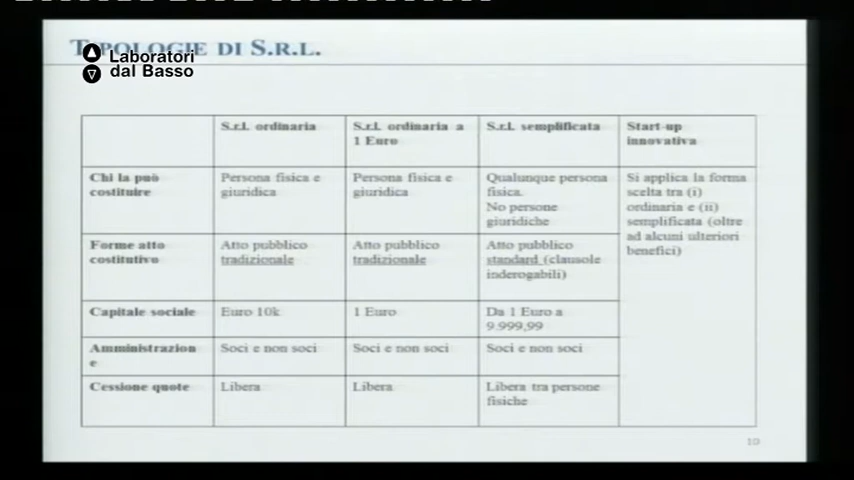 TIPOLOGIE DI S.R.L.
Laboratori
dal Basso
S.r.l. ordinaria
S.r.l. ordinaria a
1 Euro
S.r.l. semplificata
Start-up
innovativa
Chi la può
costituire
Persona fisica e
giuridica
Persona fisica e
giuridica
Qualunque persona
fisica.
No persone
giuridiche
Si applica la forma
scelta tra (i)
ordinaria e (ii)
semplificata (oltre
ad alcuni ulteriori
benefici)
Forme atto
costitutivo
Atto pubblico
tradizionale
Atto pubblico
tradizionale
Atto pubblico
standard (clausole
inderogabili)
Capitale sociale
Euro 10k
1 Euro
Da 1 Euro a
9.999,99
Amministrazion
e
Soci e non soci
Soci e non soci
Soci e non soci
Cessione quote
Libera
Libera
Libera tra persone
fisiche
10